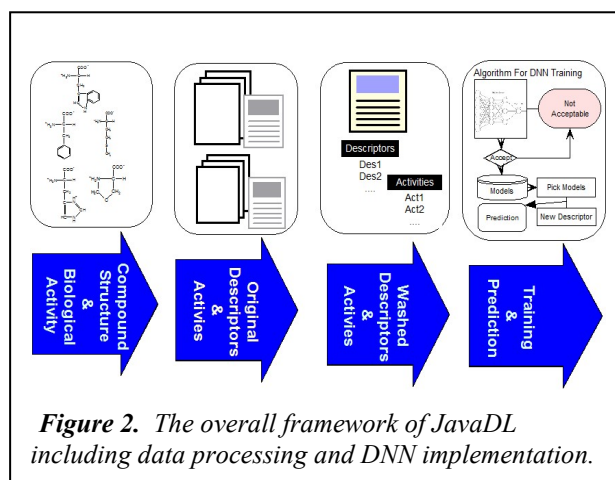 Algorithm For DNN Training
Not
Acceptable
Accept
Models
Pick Models
Prediction
New Descriptor
Descriptors
Des1
Des2
....
Activities
Act1
Act2
....
Compound
Structure
&
Biological
Activity
Original
Descriptors
&
Activies
Washed
Descriptors
&
Activies
Training
&
Prediction
Figure 2. The overall framework of JavaDL
including data processing and DNN implementation.